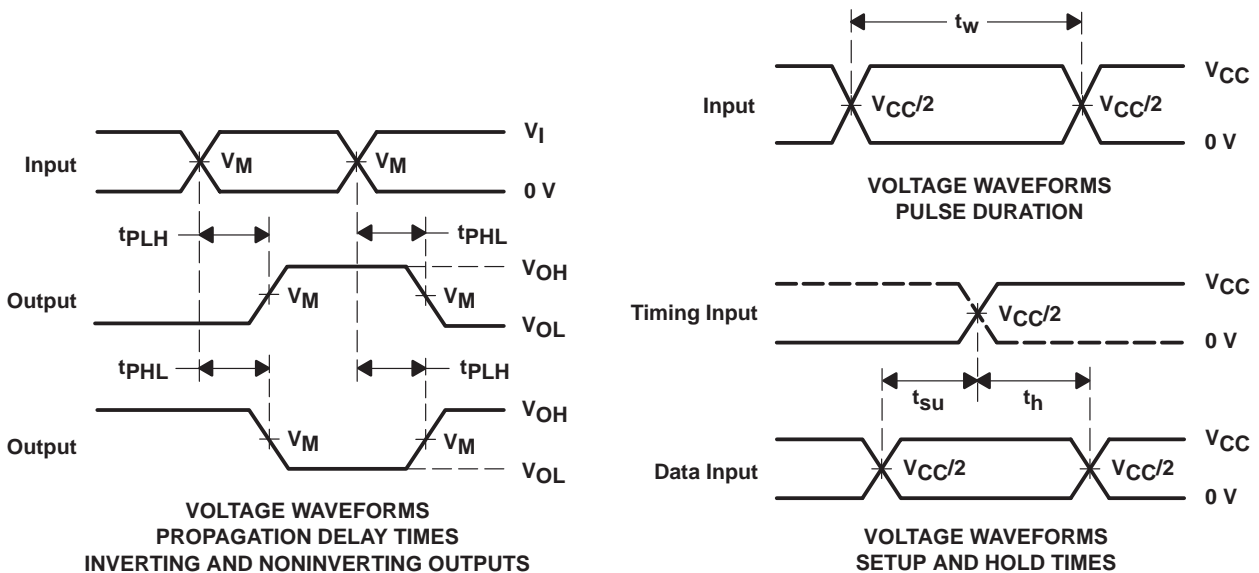 Input
VI
VM
VM
0 V
tPLH
tPHL
VOH
Output
VM
VM
VOL
tPHL
tPLH
VOH
Output
VM
VM
VOL
VOLTAGE WAVEFORMS
PROPAGATION DELAY TIMES
INVERTING AND NONINVERTING OUTPUTS
tw
VCC
Input
VCC/2
VCC/2
0 V
VOLTAGE WAVEFORMS
PULSE DURATION
VCC
Timing Input
VCC/2
0 V
tsu
th
VCC
Data Input
VCC/2
VCC/2
0 V
VOLTAGE WAVEFORMS
SETUP AND HOLD TIMES